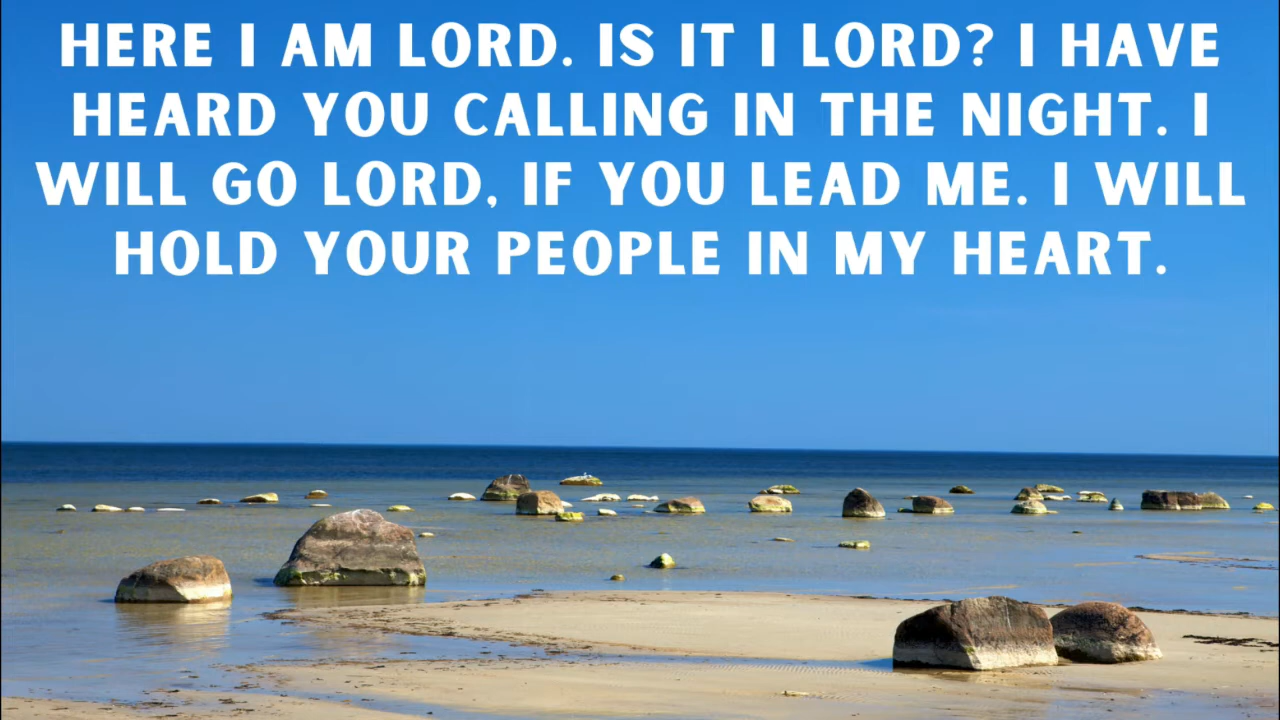 HERE I AM LORD. IS IT I LORD? I HAVE
HEARD YOU CALLING IN THE NIGHT. I
WILL GO LORD, IF YOU LEAD ME. I WILL
HOLD YOUR PEOPLE IN MY HEART.